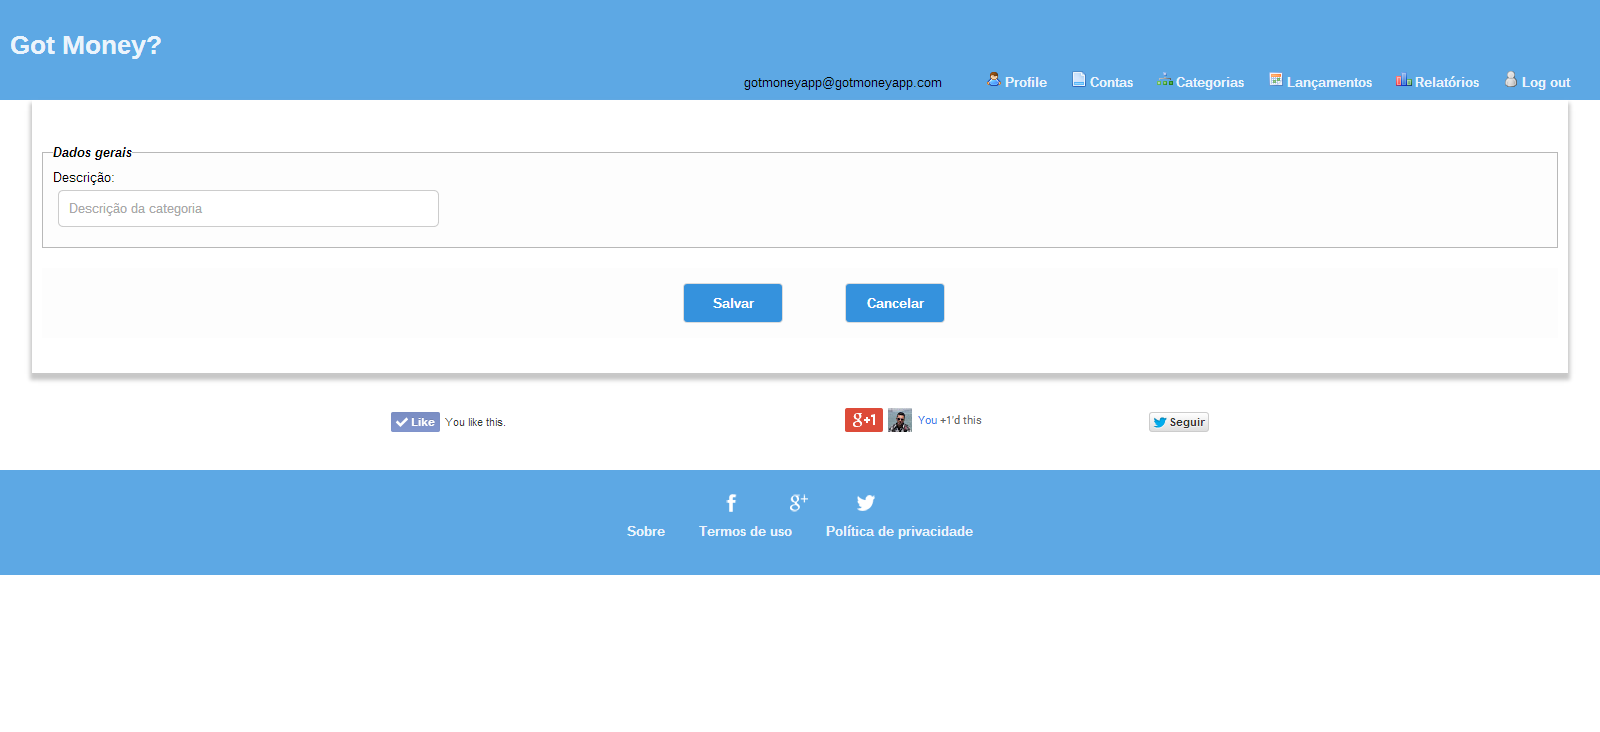 Got Money?
gotmoneyapp@gotmoneyapp.com Profile Contas Categorias Lançamentos Relatórios Log out
Dados gerais
Descrição:
Descrição da categoria
Salvar Cancelar
Like You like this. g+1 You +1'd this Seguir
f g+
Sobre Termos de uso Política de privacidade